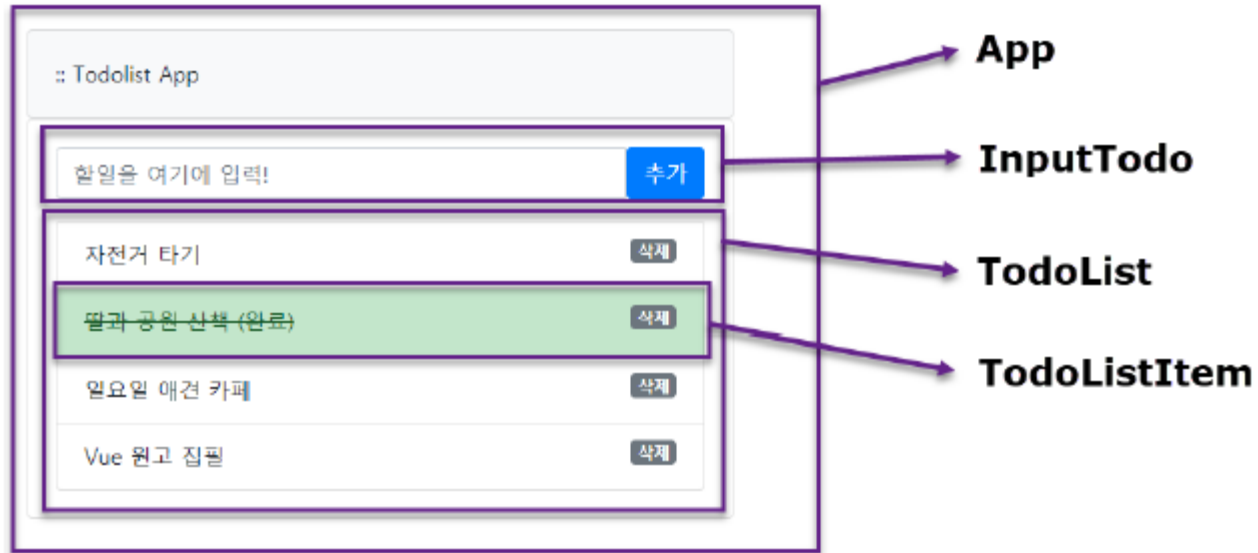 :: Todolist App
App
할일을 여기에 입력!
추가
InputTodo
자전거 타기
삭제
TodoList
딸과 공원 산책 (완료)
삭제
TodoListItem
일요일 애견 카페
삭제
Vue 원고 집필
삭제